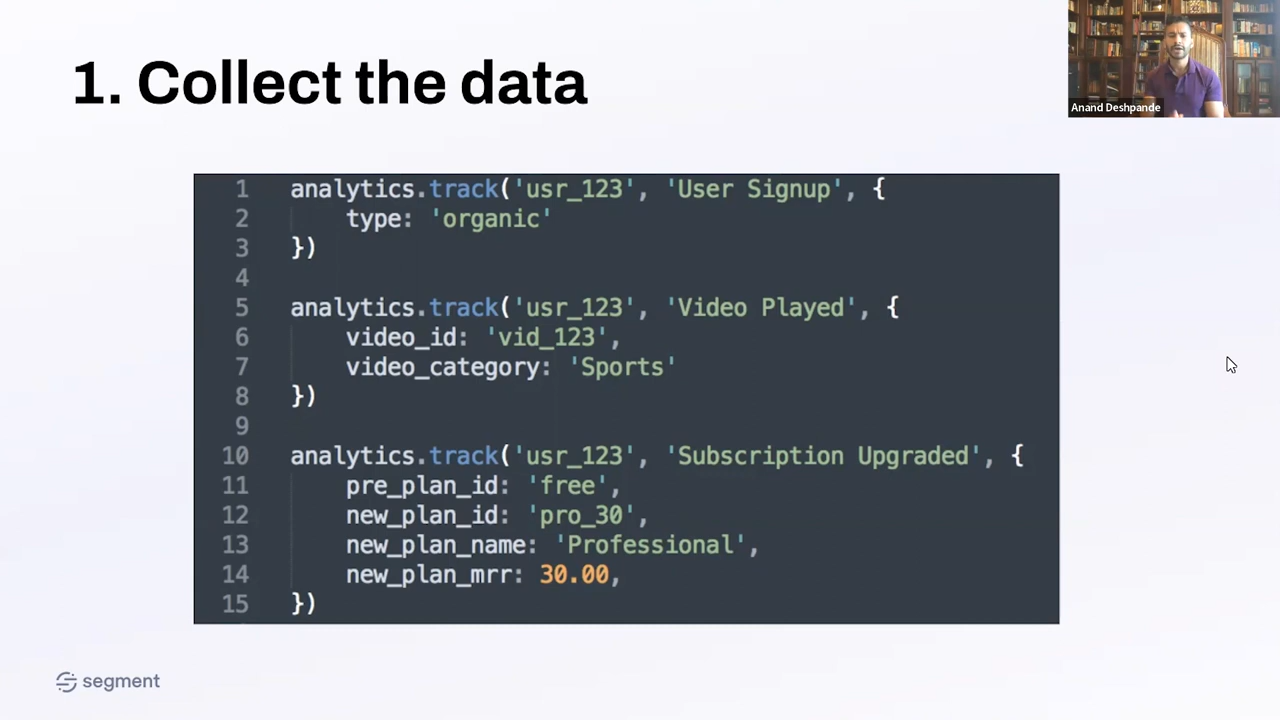 1. Collect the data
Anand Deshpande
1 analytics.track('usr_123', 'User Signup', {
2 type: 'organic'
3 })
4
5 analytics.track('usr_123', 'Video Played', {
6 video_id: 'vid_123',
7 video_category: 'Sports'
8 })
9
10 analytics.track('usr_123', 'Subscription Upgraded', {
11 pre_plan_id: 'free',
12 new_plan_id: 'pro_30',
13 new_plan_name: 'Professional',
14 new_plan_mrr: 30.00,
15 })
segment